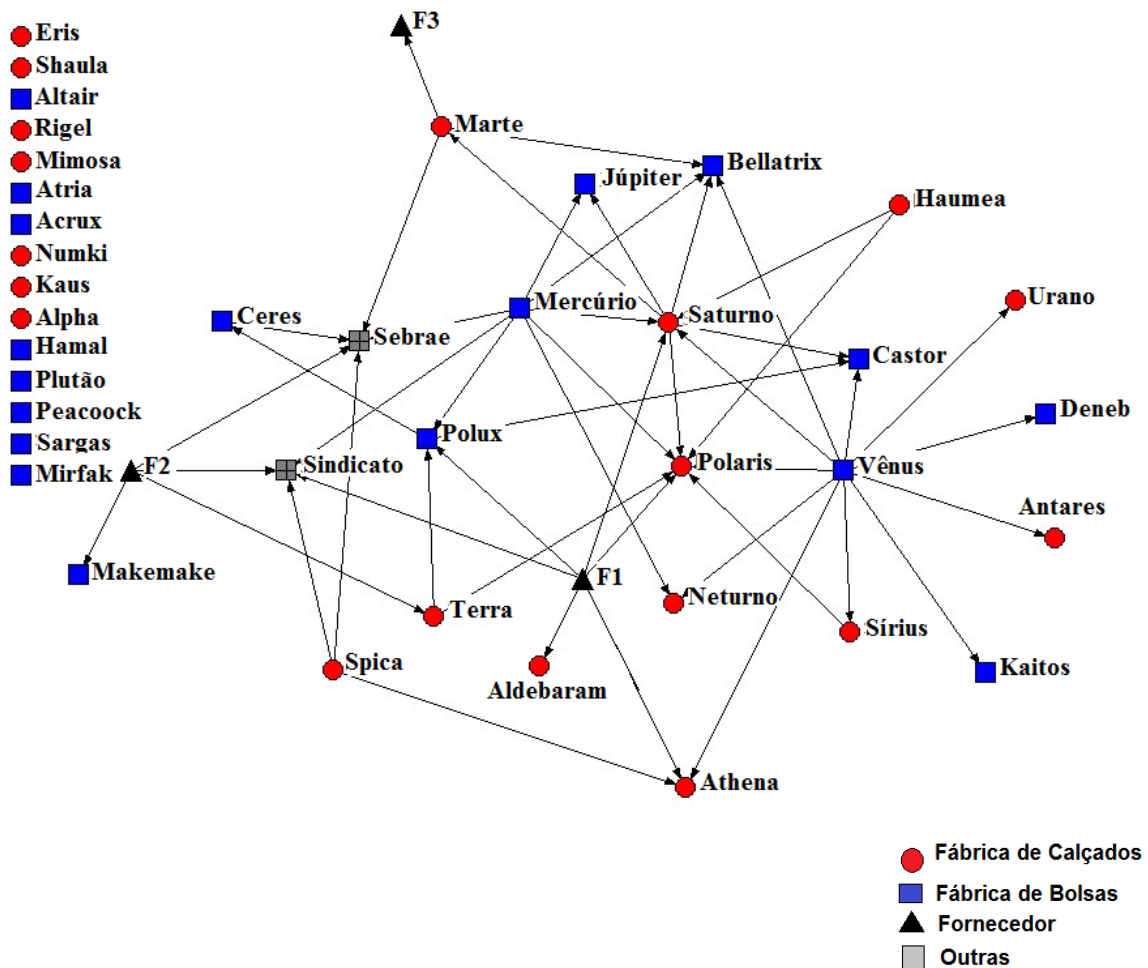 Eris
Shaula
Altair
Rigel
Mimosa
Atria
Acrux
Numki
Kaus
Alpha
Hamal
Plutão
Peacoock
Sargas
Mirfak
F3
Marte
Bellatrix
Júpiter
Haumea
Urano
Mercúrio
Saturno
Ceres
Sebrae
Castor
Deneb
Polux
Polaris
Vênus
F2
Sindicato
Antares
Makemake
F1
Terra
Neturno
Sírius
Spica
Aldebaram
Kaitos
Athena
Fábrica de Calçados
Fábrica de Bolsas
Fornecedor
Outras